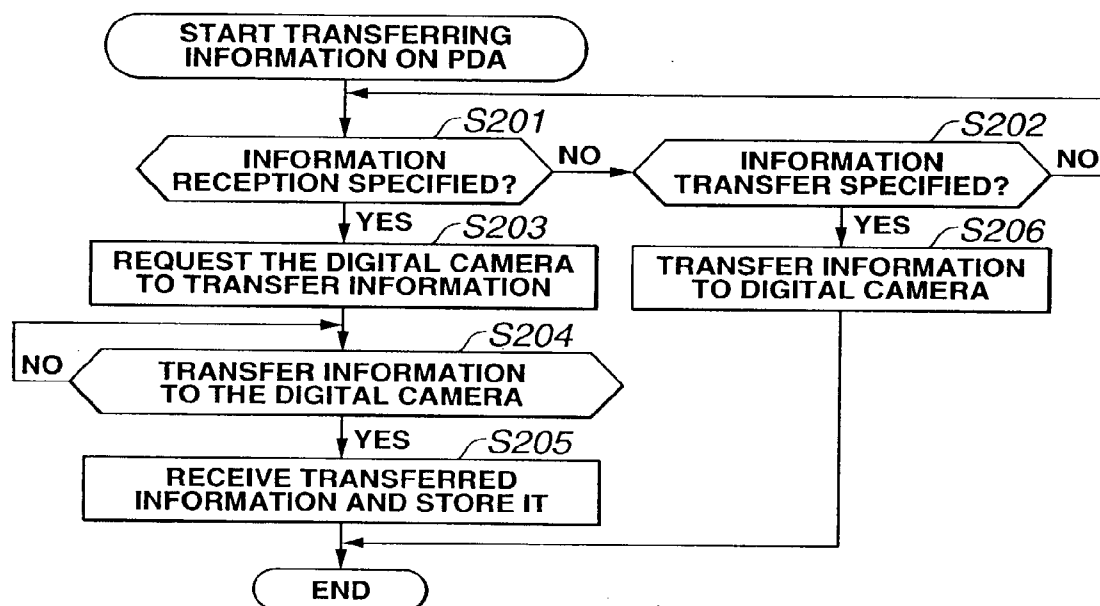 START TRANSFERRING
INFORMATION ON PDA
S201
INFORMATION
RECEPTION SPECIFIED?
NO
S202
INFORMATION
TRANSFER SPECIFIED?
NO
YES
S203
REQUEST THE DIGITAL CAMERA
TO TRANSFER INFORMATION
YES
S206
TRANSFER INFORMATION
TO DIGITAL CAMERA
S204
NO
TRANSFER INFORMATION
TO THE DIGITAL CAMERA
YES
S205
RECEIVE TRANSFERRED
INFORMATION AND STORE IT
END